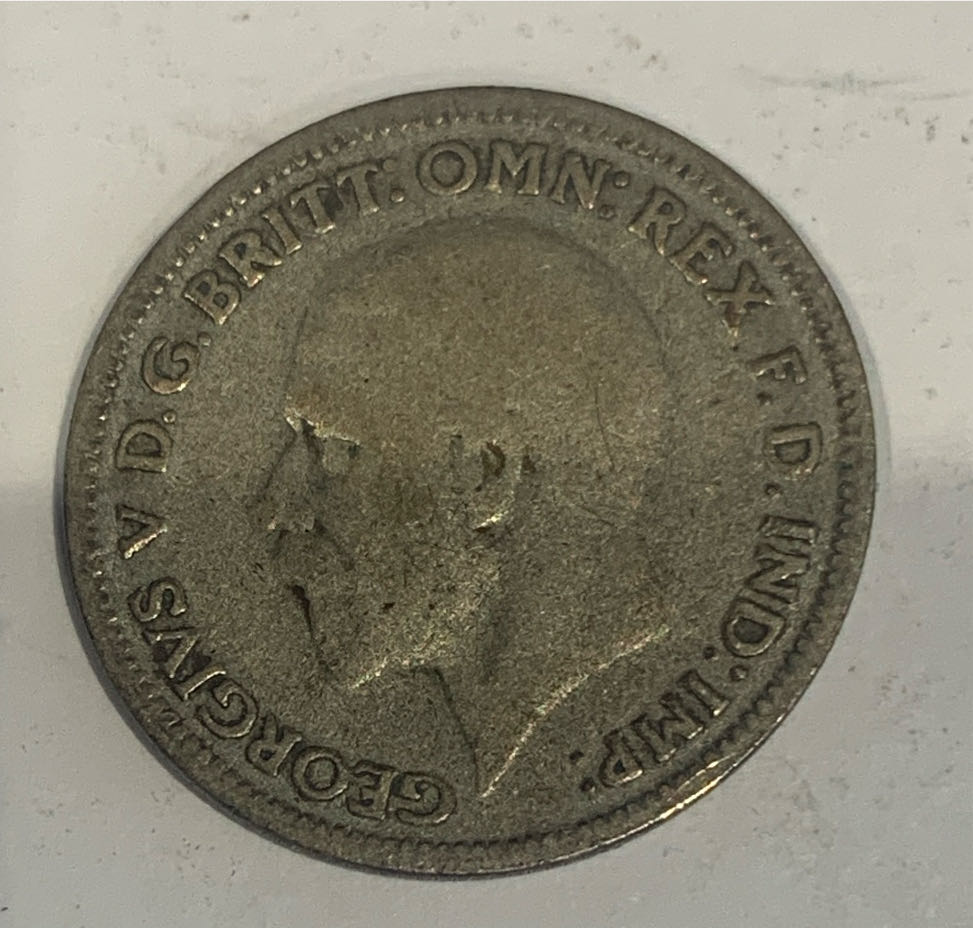 GEORGIVS V D.G. BRITT: OMN: REX F. D. IND: IMP: